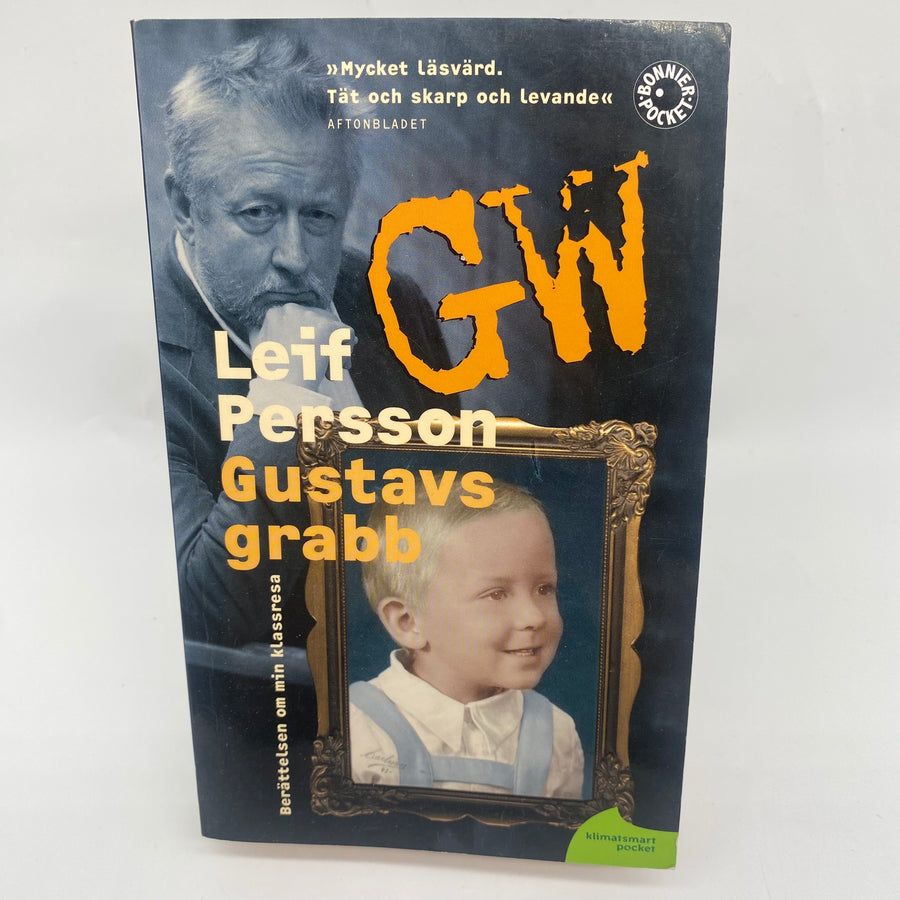 »Mycket läsvärd.
Tät och skarp och levande«
AFTONBLADET
BONNIER
POCKET
GW
Leif
Persson
Gustavs
grabb
Berättelsen om min klassresa
klimatsmart
pocket